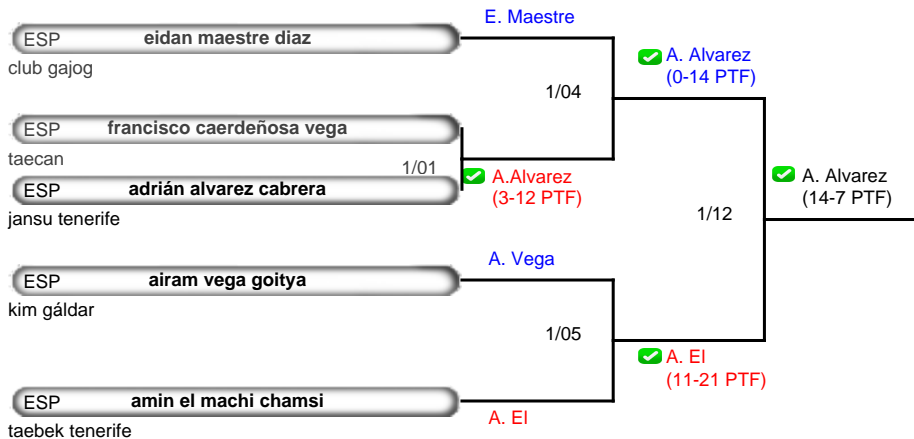 E. Maestre
ESP eidan maestre diaz
club gajog
A. Alvarez
(0-14 PTF)
1/04
ESP francisco caerdeñosa vega
taecan
1/01
ESP adrián alvarez cabrera
jansu tenerife
A.Alvarez
(3-12 PTF)
A. Alvarez
(14-7 PTF)
1/12
A. Vega
ESP airam vega goitya
kim gáldar
1/05
A. El
(11-21 PTF)
ESP amin el machi chamsi
taebek tenerife
A. El